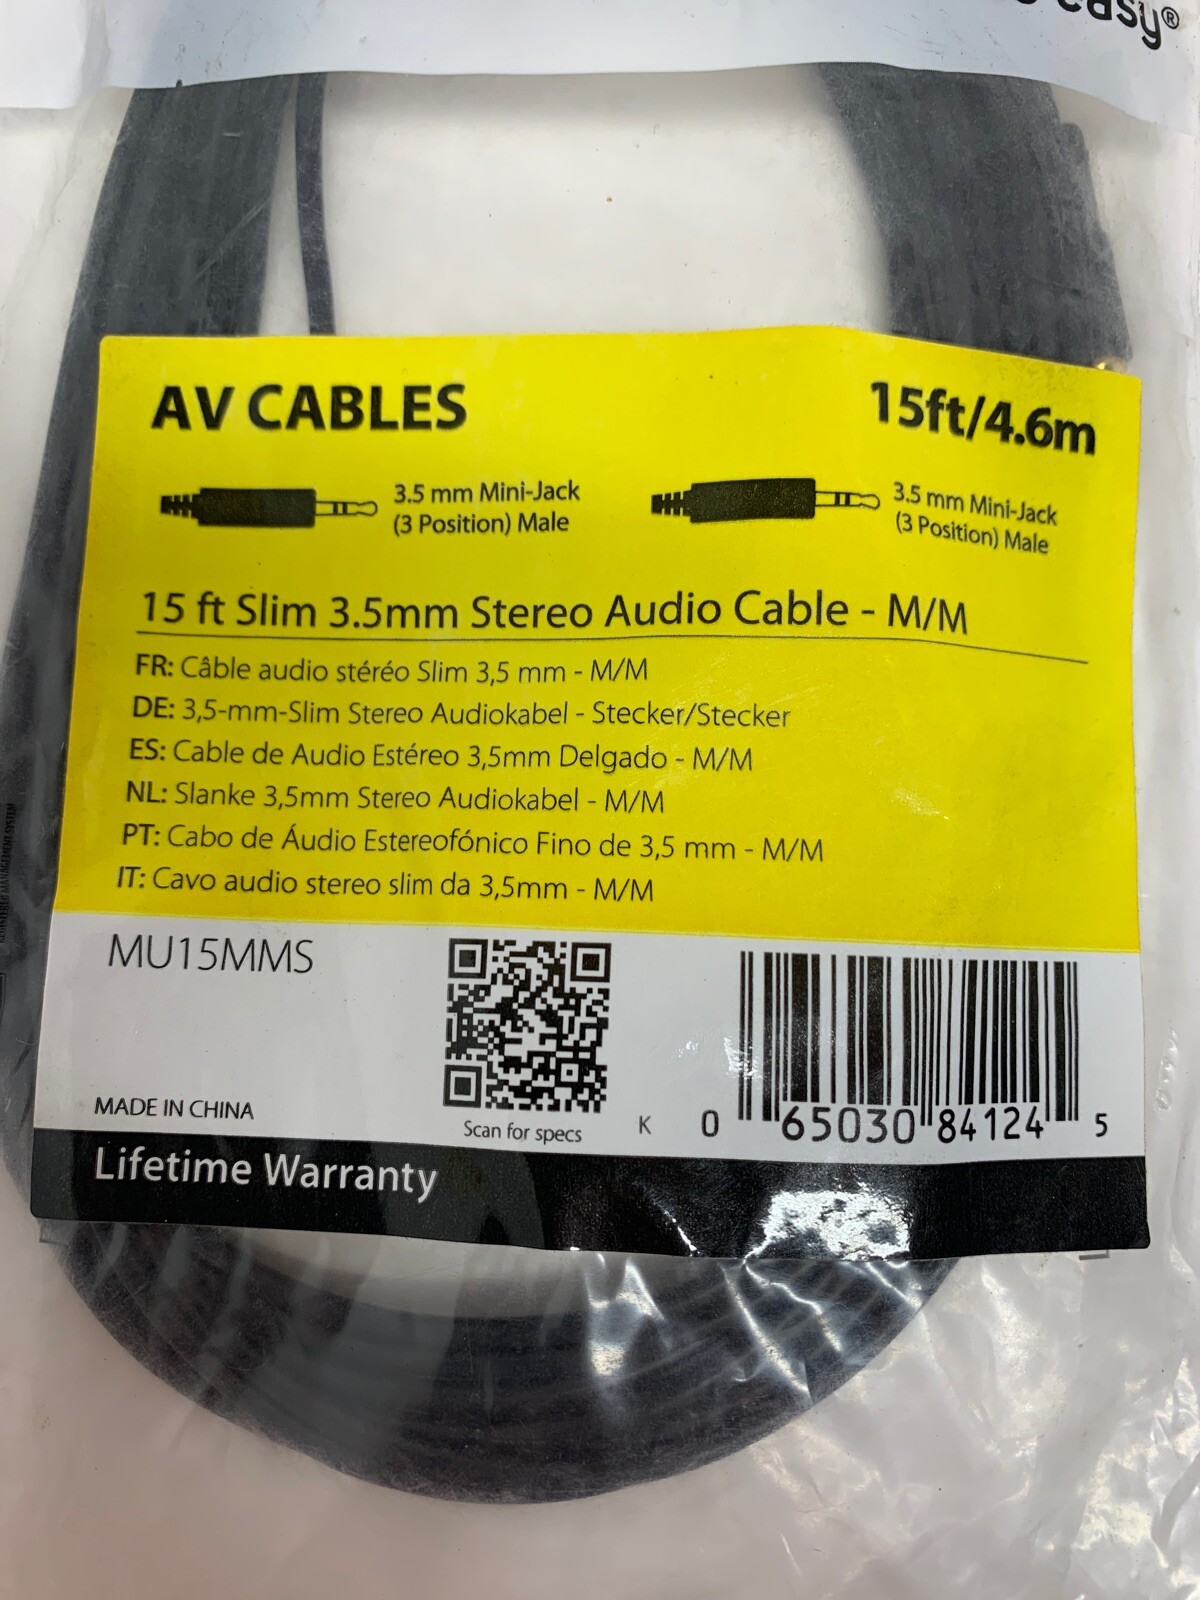 easy®
AV CABLES
15ft/4.6m
3.5 mm Mini-Jack
(3 Position) Male
3.5 mm Mini-Jack
(3 Position) Male
15 ft Slim 3.5mm Stereo Audio Cable - M/M
FR: Câble audio stéréo Slim 3,5 mm - M/M
DE: 3,5-mm-Slim Stereo Audiokabel - Stecker/Stecker
ES: Cable de Audio Estéreo 3,5mm Delgado - M/M
NL: Slanke 3,5mm Stereo Audiokabel - M/M
PT: Cabo de Áudio Estereofónico Fino de 3,5 mm - M/M
IT: Cavo audio stereo slim da 3,5mm - M/M
MU15MMS
MADE IN CHINA
Scan for specs
K 0 65030 84124 5
Lifetime Warranty